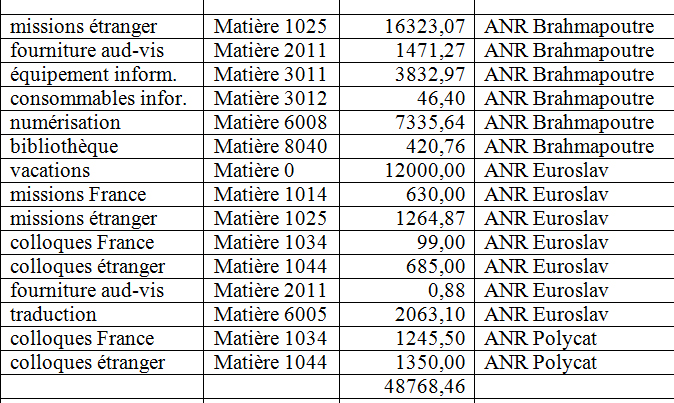 missions étranger Matière 1025 16323,07 ANR Brahmapoutre
fourniture aud-vis Matière 2011 1471,27 ANR Brahmapoutre
équipement inform. Matière 3011 3832,97 ANR Brahmapoutre
consommables infor. Matière 3012 46,40 ANR Brahmapoutre
numérisation Matière 6008 7335,64 ANR Brahmapoutre
bibliothèque Matière 8040 420,76 ANR Brahmapoutre
vacations Matière 0 12000,00 ANR Euroslav
missions France Matière 1014 630,00 ANR Euroslav
missions étranger Matière 1025 1264,87 ANR Euroslav
colloques France Matière 1034 99,00 ANR Euroslav
colloques étranger Matière 1044 685,00 ANR Euroslav
fourniture aud-vis Matière 2011 0,88 ANR Euroslav
traduction Matière 6005 2063,10 ANR Euroslav
colloques France Matière 1034 1245,50 ANR Polycat
colloques étranger Matière 1044 1350,00 ANR Polycat
48768,46